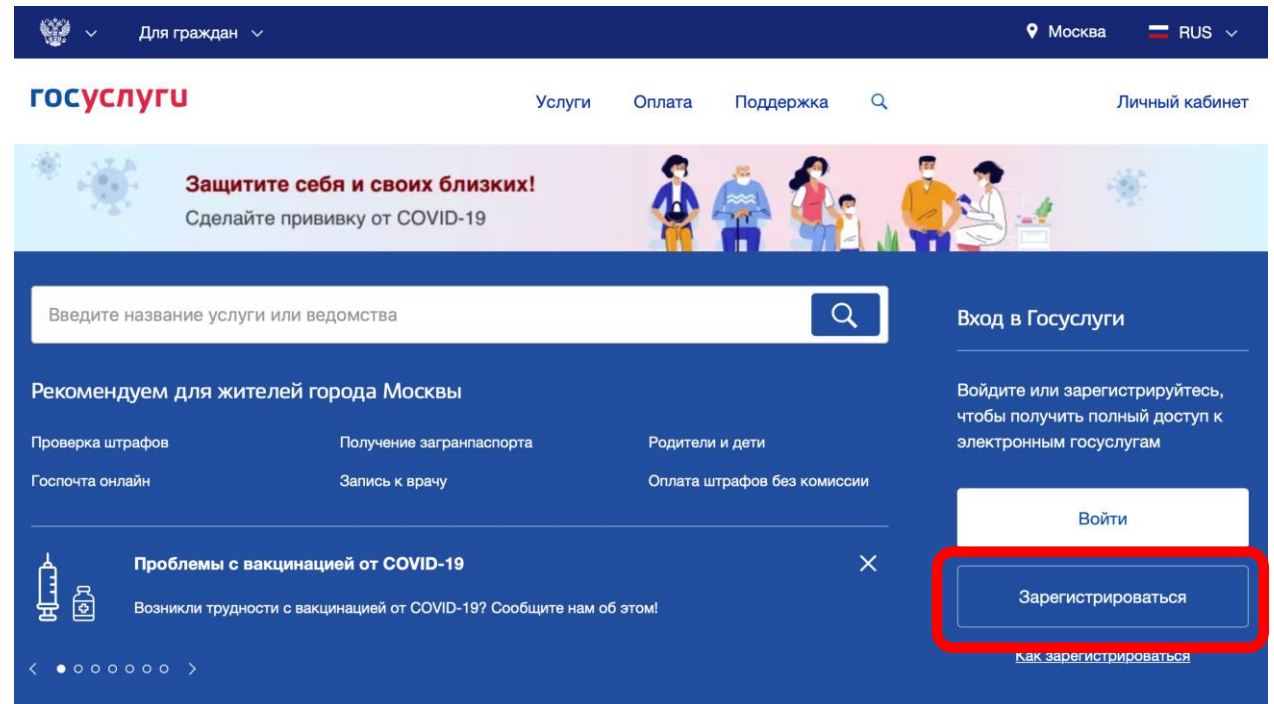 Для граждан
Москва
RUS
госуслуги
Услуги
Оплата
Поддержка
Личный кабинет
Защитите себя и своих близких!
Сделайте прививку от COVID-19
Введите название услуги или ведомства
Рекомендуем для жителей города Москвы
Проверка штрафов
Получение загранпаспорта
Родители и дети
Госпочта онлайн
Запись к врачу
Оплата штрафов без комиссии
Проблемы с вакцинацией от COVID-19
Возникли трудности с вакцинацией от COVID-19? Сообщите нам об этом!
Вход в Госуслуги
Войдите или зарегистрируйтесь,
чтобы получить полный доступ к
электронным госуслугам
Войти
Зарегистрироваться
Как зарегистрироваться